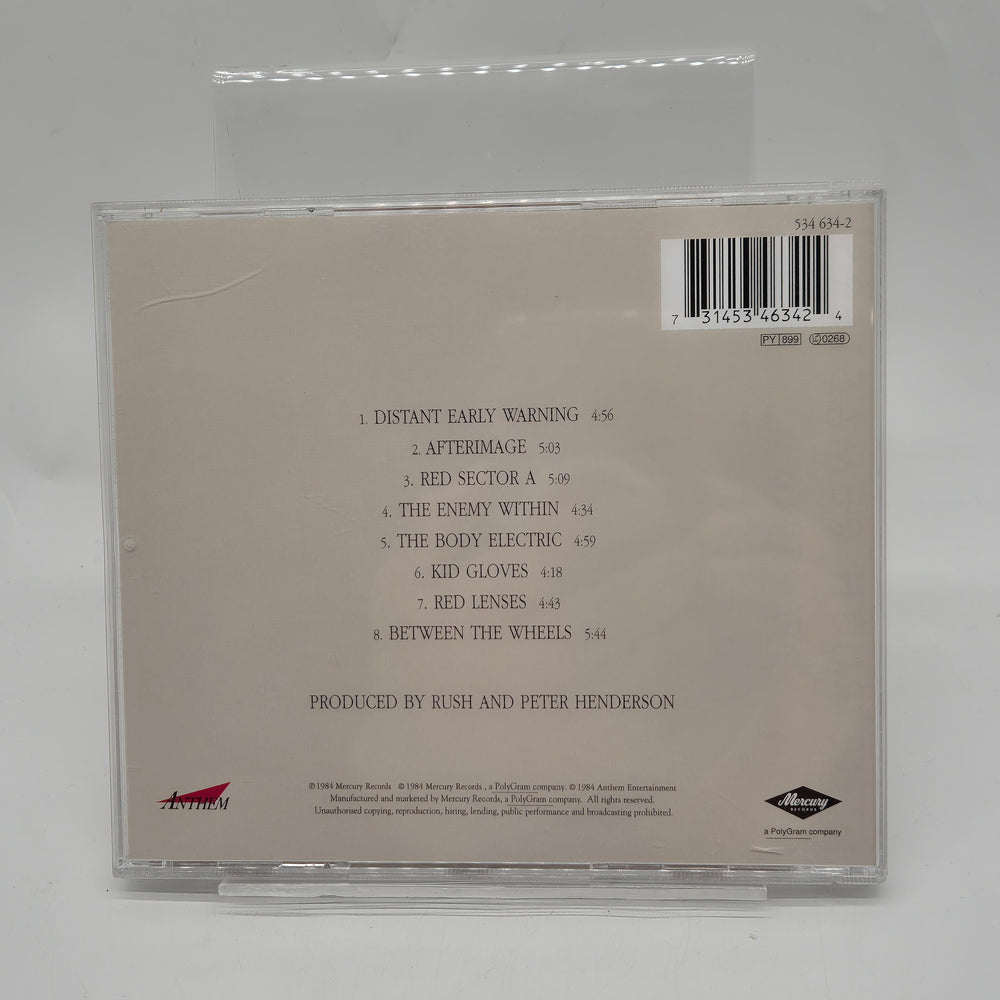 534 634-2
7 31453 46342 4
PY 899 LC 0268
1. DISTANT EARLY WARNING 4:56
2. AFTERIMAGE 5:03
3. RED SECTOR A 5:09
4. THE ENEMY WITHIN 4:34
5. THE BODY ELECTRIC 4:59
6. KID GLOVES 4:18
7. RED LENSES 4:43
8. BETWEEN THE WHEELS 5:44
PRODUCED BY RUSH AND PETER HENDERSON
ANTHEM
℗ 1984 Mercury Records © 1984 Mercury Records , a PolyGram company. © 1984 Anthem Entertainment
Manufactured and marketed by Mercury Records, a PolyGram company. All rights reserved.
Unauthorised copying, reproduction, hiring, lending, public performance and broadcasting prohibited.
Mercury
RECORDS
a PolyGram company